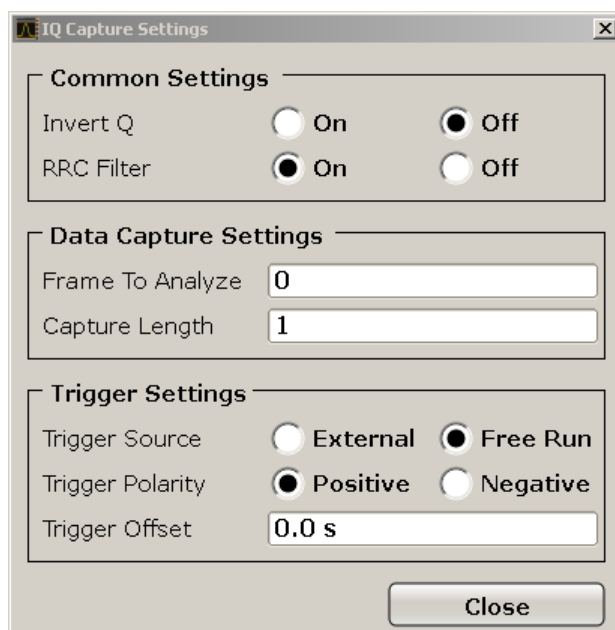 IQ Capture Settings
Common Settings
Invert Q On Off
RRC Filter On Off
Data Capture Settings
Frame To Analyze 0
Capture Length 1
Trigger Settings
Trigger Source External Free Run
Trigger Polarity Positive Negative
Trigger Offset 0.0 s
Close